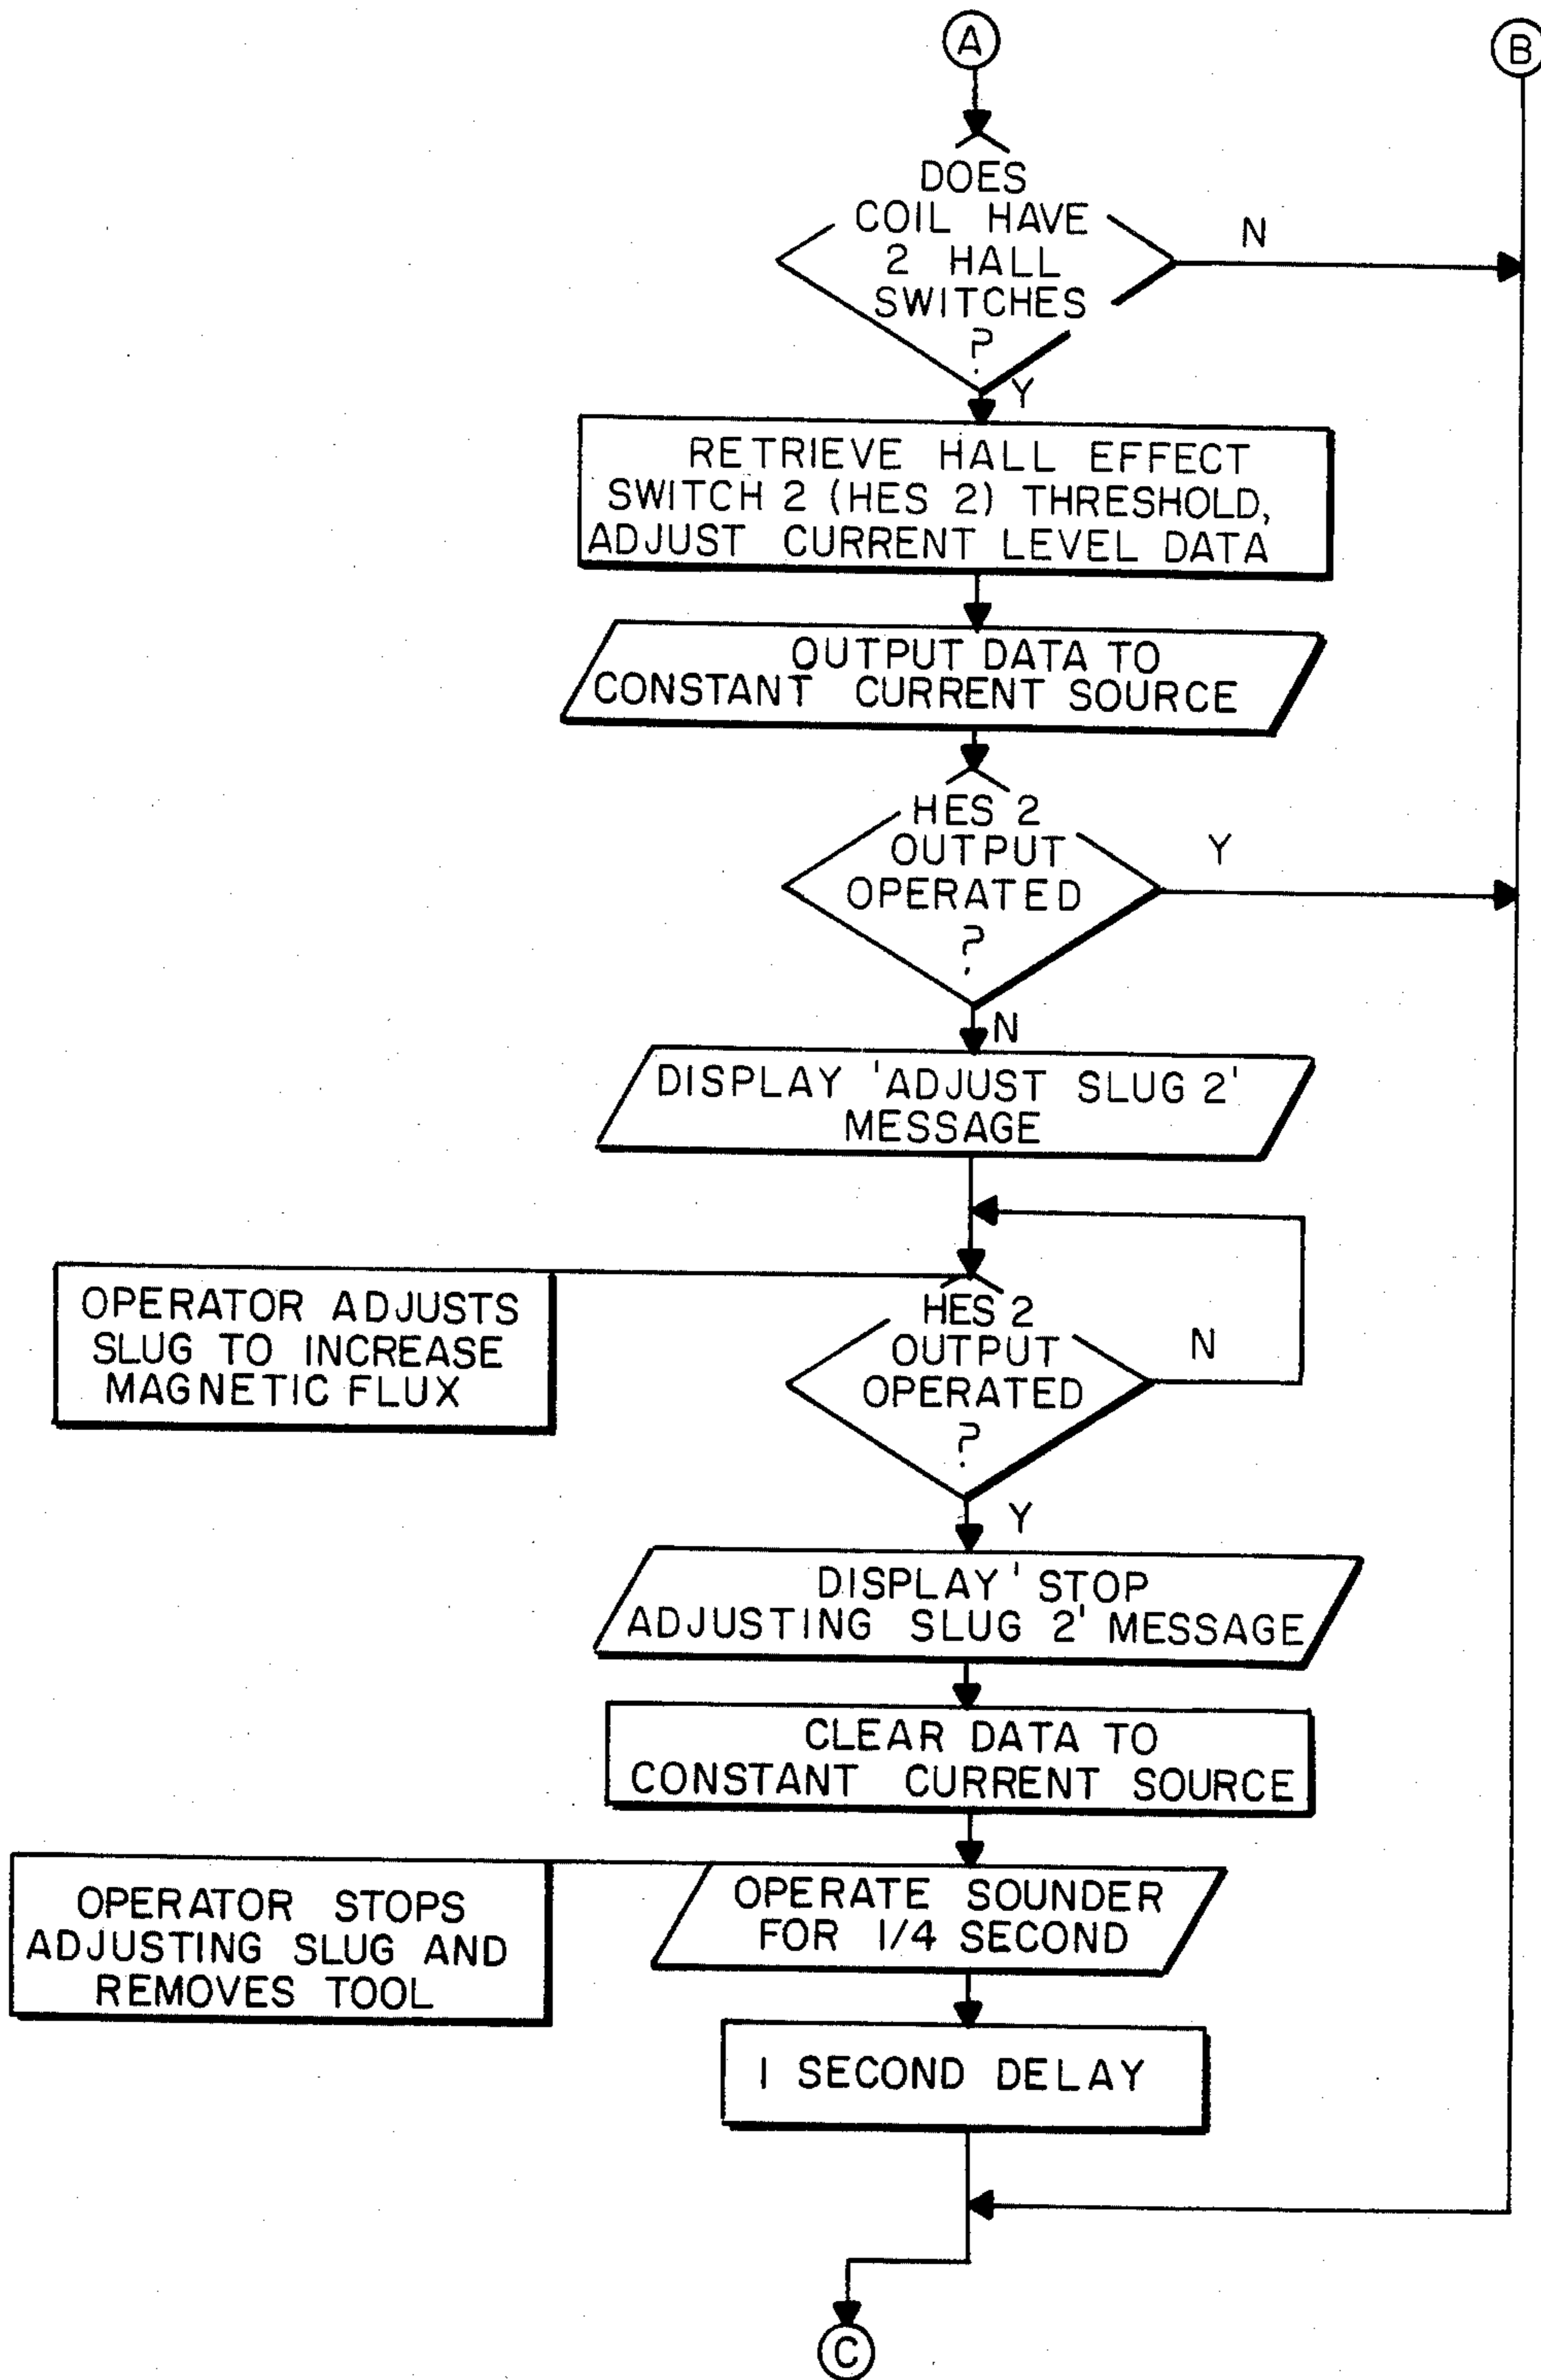 A
B
DOES
COIL HAVE
2 HALL
SWITCHES
?
N
Y
RETRIEVE HALL EFFECT
SWITCH 2 (HES 2) THRESHOLD,
ADJUST CURRENT LEVEL DATA
OUTPUT DATA TO
CONSTANT CURRENT SOURCE
HES 2
OUTPUT
OPERATED
?
Y
N
DISPLAY 'ADJUST SLUG 2'
MESSAGE
OPERATOR ADJUSTS
SLUG TO INCREASE
MAGNETIC FLUX
HES 2
OUTPUT
OPERATED
?
N
Y
DISPLAY 'STOP
ADJUSTING SLUG 2' MESSAGE
CLEAR DATA TO
CONSTANT CURRENT SOURCE
OPERATOR STOPS
ADJUSTING SLUG AND
REMOVES TOOL
OPERATE SOUNDER
FOR 1/4 SECOND
1 SECOND DELAY
C